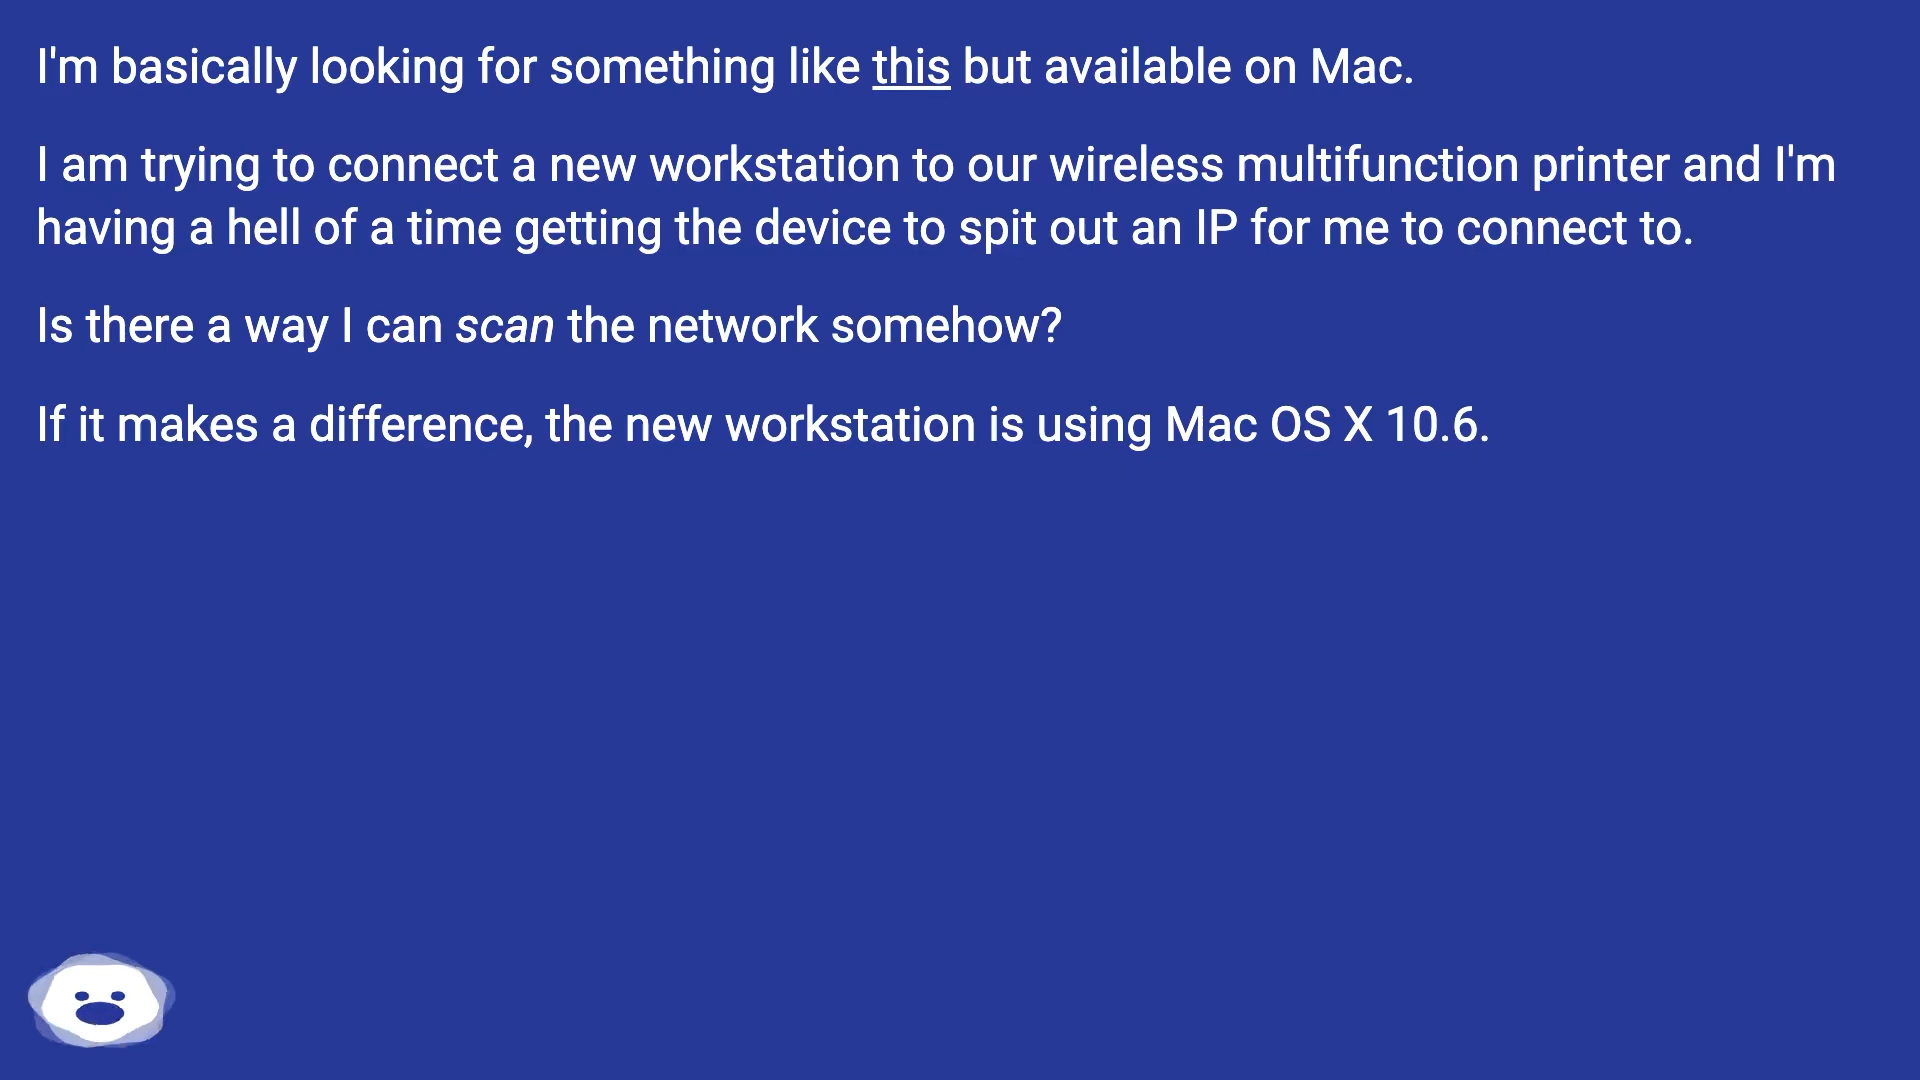 I'm basically looking for something like this but available on Mac.
I am trying to connect a new workstation to our wireless multifunction printer and I'm
having a hell of a time getting the device to spit out an IP for me to connect to.
Is there a way I can scan the network somehow?
If it makes a difference, the new workstation is using Mac OS X 10.6.